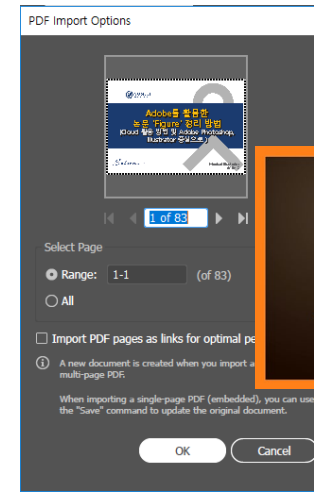 PDF Import Options
Adobe를 활용한
논문 'Figure' 정리 방법
(Cloud 활용 방법 및 Adobe Photoshop,
Illustrator 중심으로)
1 of 83
Select Page
Range: 1-1 (of 83)
All
Import PDF pages as links for optimal pe
A new document is created when you import a
multi-page PDF.
When importing a single-page PDF (embedded), you can use
the "Save" command to update the original document.
OK Cancel